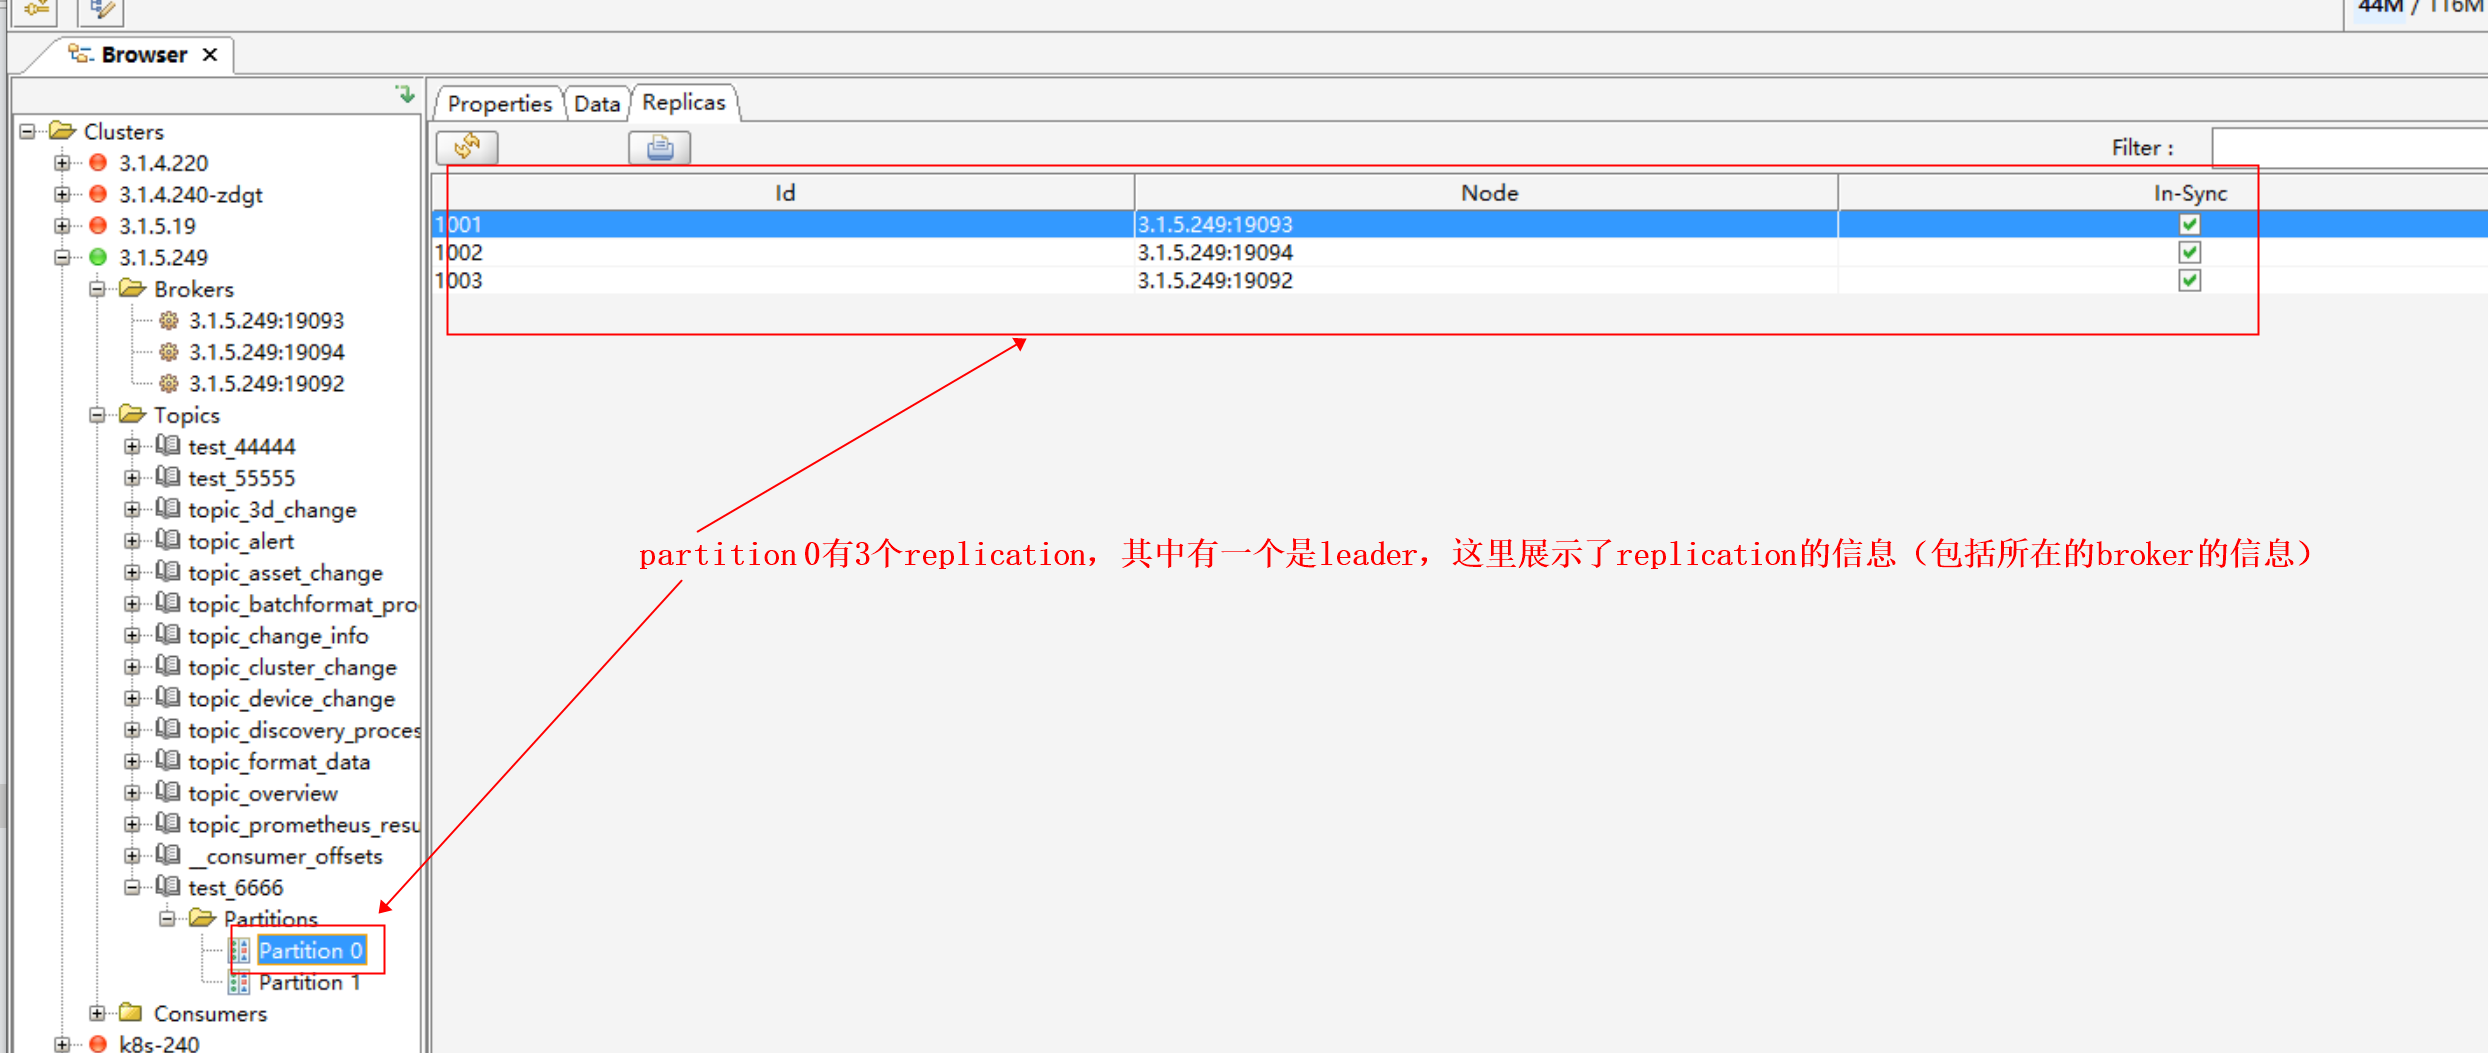 44M / 116M
Browser
Properties Data Replicas
Filter :
Id Node In-Sync
1001 3.1.5.249:19093
1002 3.1.5.249:19094
1003 3.1.5.249:19092
partition 0有3个replication，其中有一个是leader，这里展示了replication的信息（包括所在的broker的信息）
Clusters
3.1.4.220
3.1.4.240-zdgt
3.1.5.19
3.1.5.249
Brokers
3.1.5.249:19093
3.1.5.249:19094
3.1.5.249:19092
Topics
test_44444
test_55555
topic_3d_change
topic_alert
topic_asset_change
topic_batchformat_pro
topic_change_info
topic_cluster_change
topic_device_change
topic_discovery_proces
topic_format_data
topic_overview
topic_prometheus_resu
__consumer_offsets
test_6666
Partitions
Partition 0
Partition 1
Consumers
k8s-240